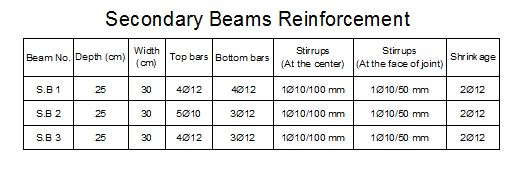 Secondary Beams Reinforcement
Beam No. Depth (cm) Width (cm) Top bars Bottom bars Stirrups (At the center) Stirrups (At the face of joint) Shrinkage
S.B 1 25 30 4Ø12 4Ø12 1Ø10/100 mm 1Ø10/50 mm 2Ø12
S.B 2 25 30 5Ø10 3Ø12 1Ø10/100 mm 1Ø10/50 mm 2Ø12
S.B 3 25 30 4Ø12 3Ø12 1Ø10/100 mm 1Ø10/50 mm 2Ø12